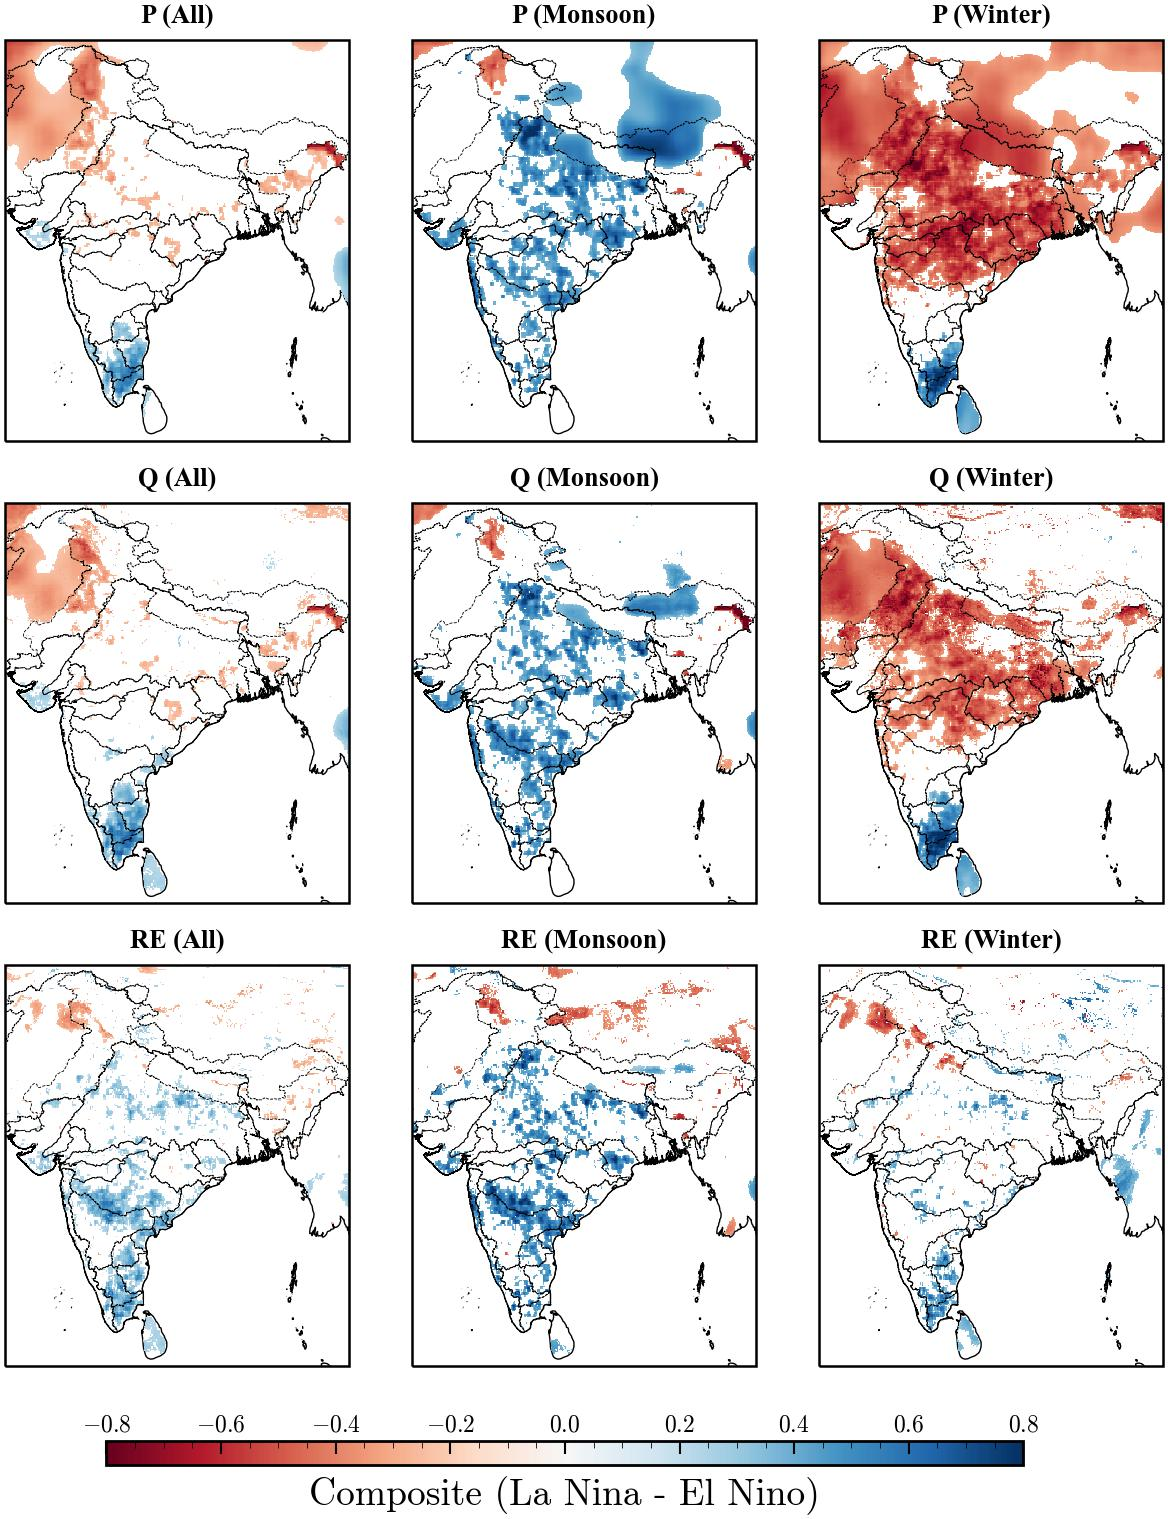 P (All) P (Monsoon) P (Winter)
Q (All) Q (Monsoon) Q (Winter)
RE (All) RE (Monsoon) RE (Winter)
−0.8 −0.6 −0.4 −0.2 0.0 0.2 0.4 0.6 0.8
Composite (La Nina - El Nino)